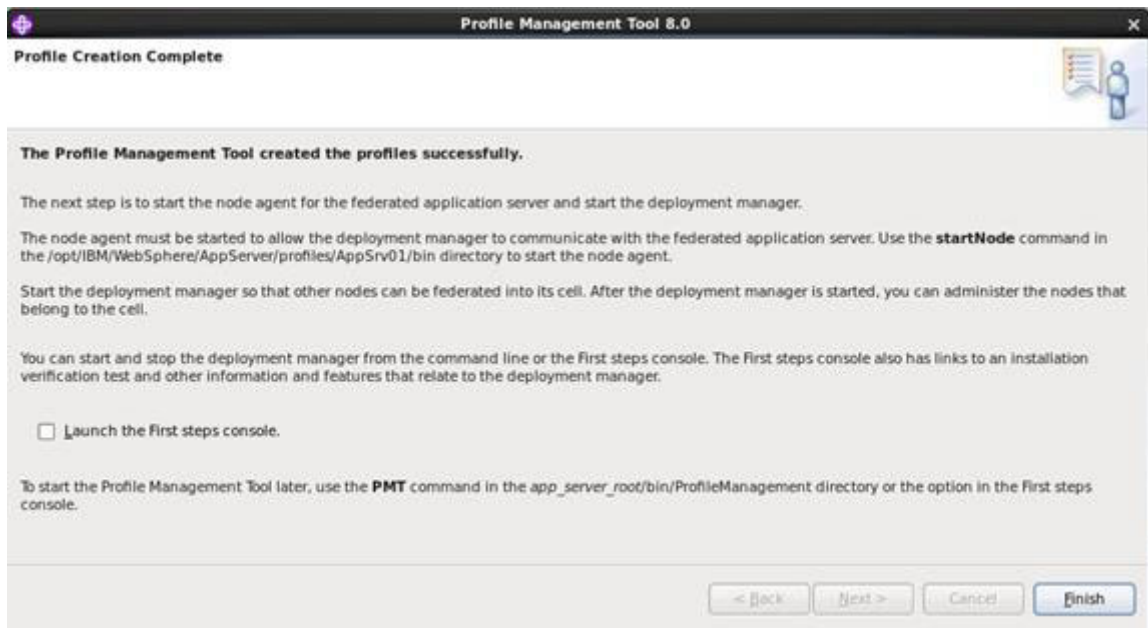 Profile Management Tool 8.0
Profile Creation Complete
The Profile Management Tool created the profiles successfully.
The next step is to start the node agent for the federated application server and start the deployment manager.
The node agent must be started to allow the deployment manager to communicate with the federated application server. Use the startNode command in
the /opt/IBM/WebSphere/AppServer/profiles/AppSrv01/bin directory to start the node agent.
Start the deployment manager so that other nodes can be federated into its cell. After the deployment manager is started, you can administer the nodes that
belong to the cell.
You can start and stop the deployment manager from the command line or the First steps console. The First steps console also has links to an installation
verification test and other information and features that relate to the deployment manager.
Launch the First steps console.
To start the Profile Management Tool later, use the PMT command in the app_server_root/bin/ProfileManagement directory or the option in the First steps
console.
< Back Next > Cancel Finish